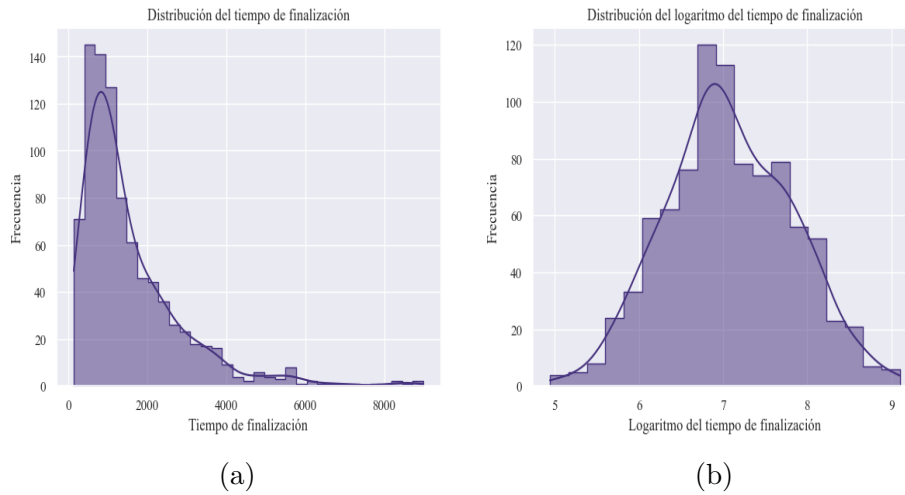 Distribución del tiempo de finalización
Frecuencia
140
120
100
80
60
40
20
0
0 2000 4000 6000 8000
Tiempo de finalización
(a)
Distribución del logaritmo del tiempo de finalización
Frecuencia
120
100
80
60
40
20
0
5 6 7 8 9
Logaritmo del tiempo de finalización
(b)